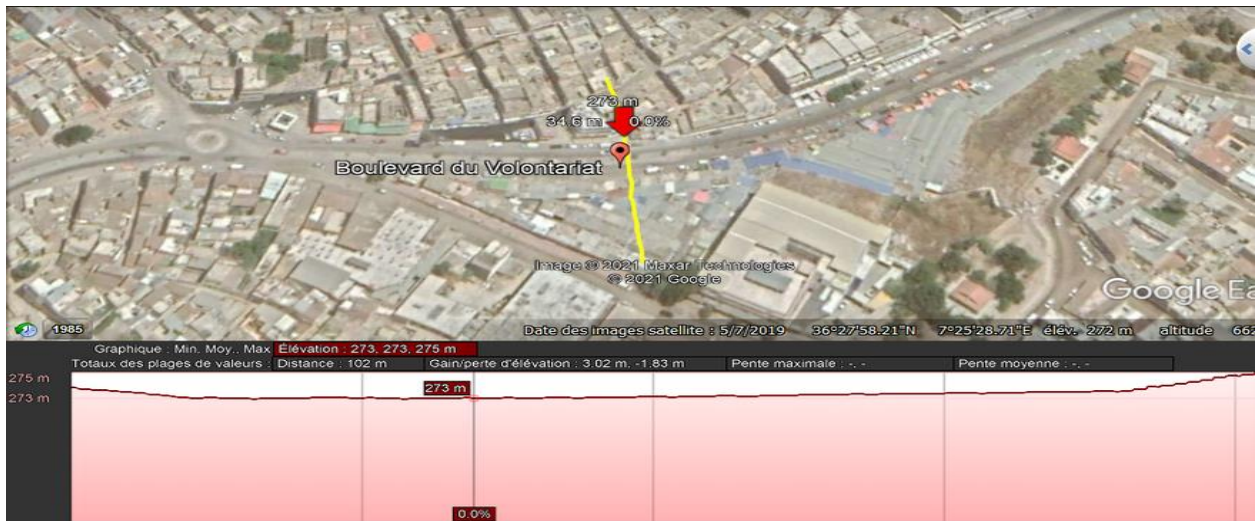 273 m
34.6 m 0.0%
Boulevard du Volontariat
Image © 2021 Maxar Technologies
© 2021 Google
Google Ea
1985
Date des images satellite : 5/7/2019 36°27'58.21"N 7°25'28.71"E élév. 272 m altitude 662
Graphique : Min, Moy., Max Élévation : 273, 273, 275 m
Totaux des plages de valeurs : Distance : 102 m Gain/perte d'élévation : 3.02 m, -1.83 m Pente maximale : -, - Pente moyenne : -, -
275 m
273 m
273 m
0.0%